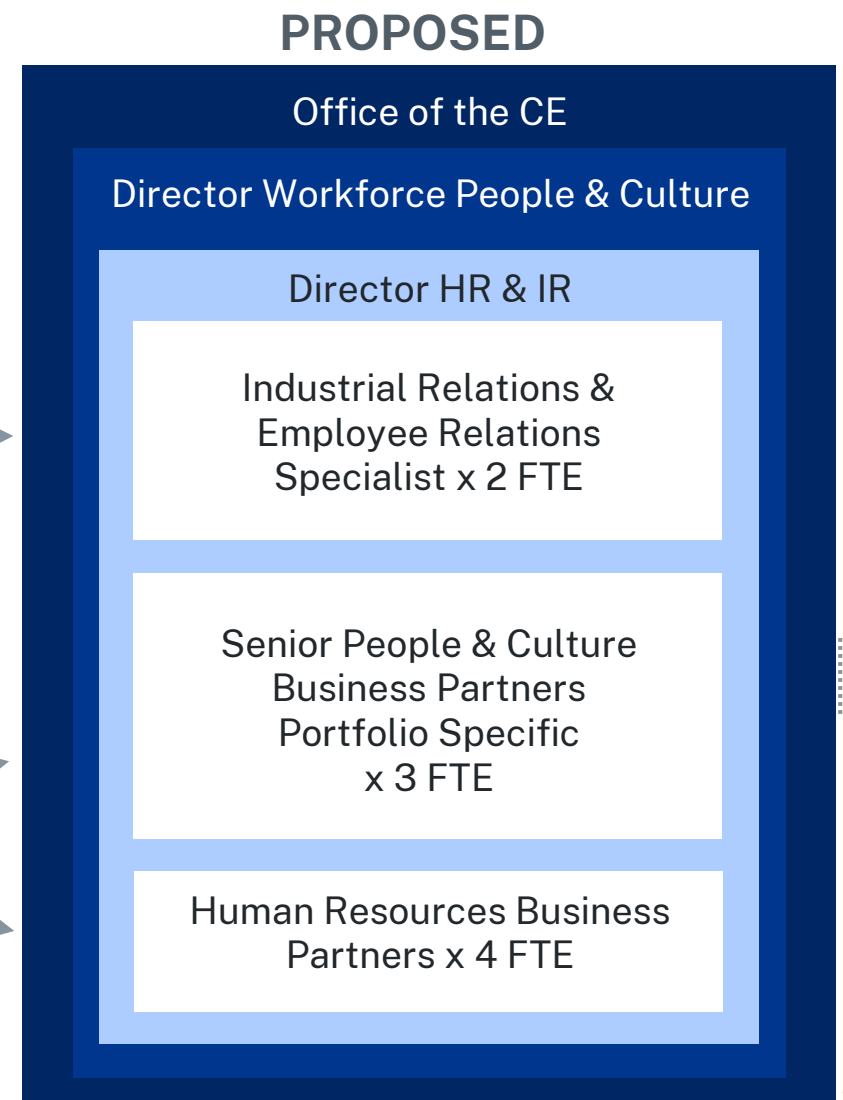 PROPOSED
Office of the CE
Director Workforce People & Culture
Director HR & IR
Industrial Relations &
Employee Relations
Specialist x 2 FTE
Senior People & Culture
Business Partners
Portfolio Specific
x 3 FTE
Human Resources Business
Partners x 4 FTE